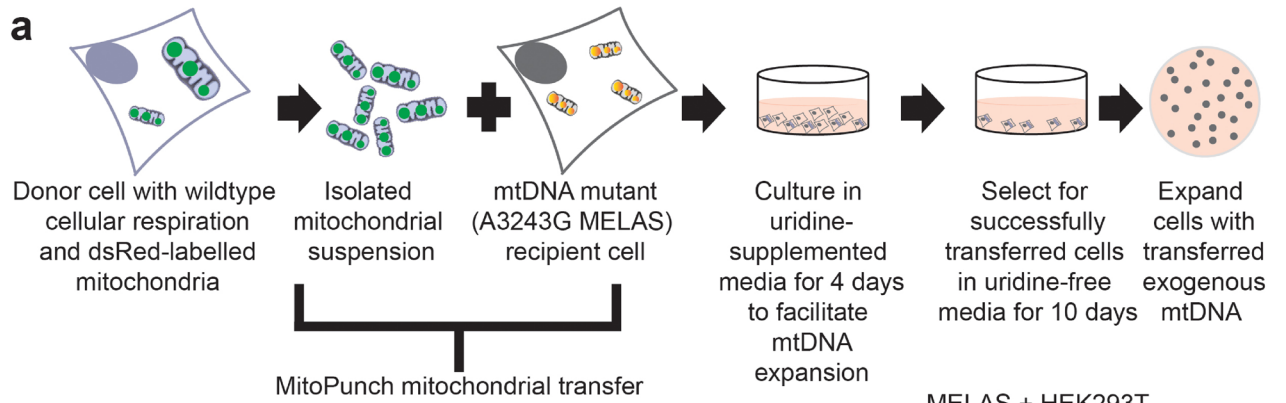 a
Donor cell with wildtype
cellular respiration
and dsRed-labelled
mitochondria
Isolated
mitochondrial
suspension
mtDNA mutant
(A3243G MELAS)
recipient cell
MitoPunch mitochondrial transfer
Culture in
uridine-
supplemented
media for 4 days
to facilitate
mtDNA
expansion
Select for
successfully
transferred cells
in uridine-free
media for 10 days
Expand
cells with
transferred
exogenous
mtDNA
MELAS + HEK293T